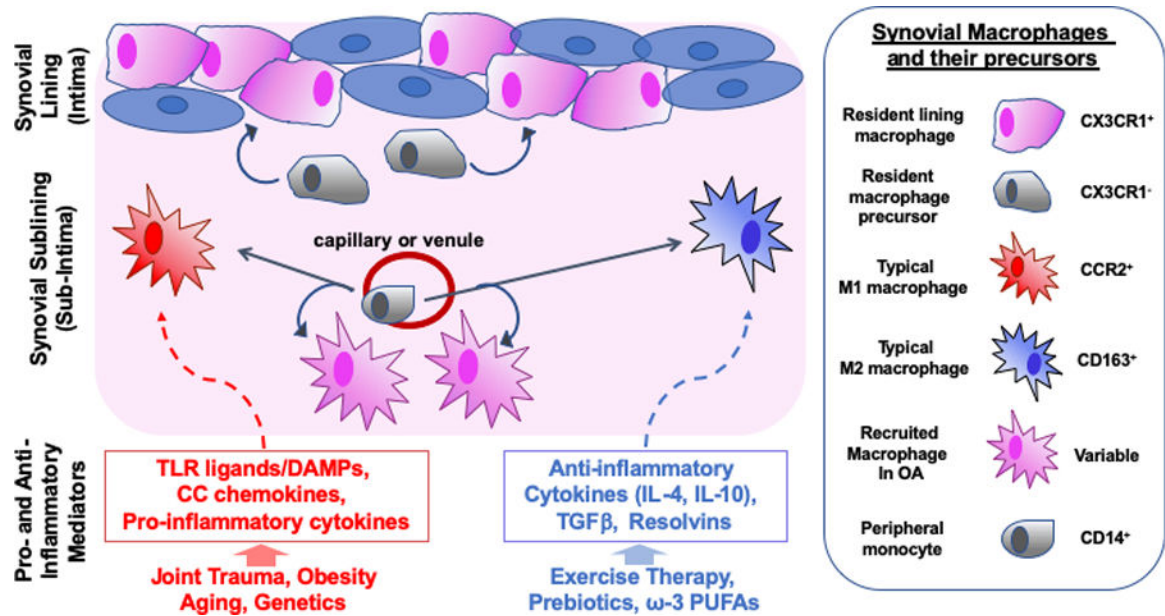 Synovial
Lining
(Intima)
Synovial Sublining
(Sub-Intima)
capillary or venule
Pro- and Anti-
Inflammatory
Mediators
TLR ligands/DAMPs,
CC chemokines,
Pro-inflammatory cytokines
Joint Trauma, Obesity
Aging, Genetics
Anti-inflammatory
Cytokines (IL-4, IL-10),
TGFβ, Resolvins
Exercise Therapy,
Prebiotics, ω-3 PUFAs
Synovial Macrophages
and their precursors
Resident lining
macrophage
CX3CR1⁺
Resident
macrophage
precursor
CX3CR1⁻
Typical
M1 macrophage
CCR2⁺
Typical
M2 macrophage
CD163⁺
Recruited
Macrophage
In OA
Variable
Peripheral
monocyte
CD14⁺